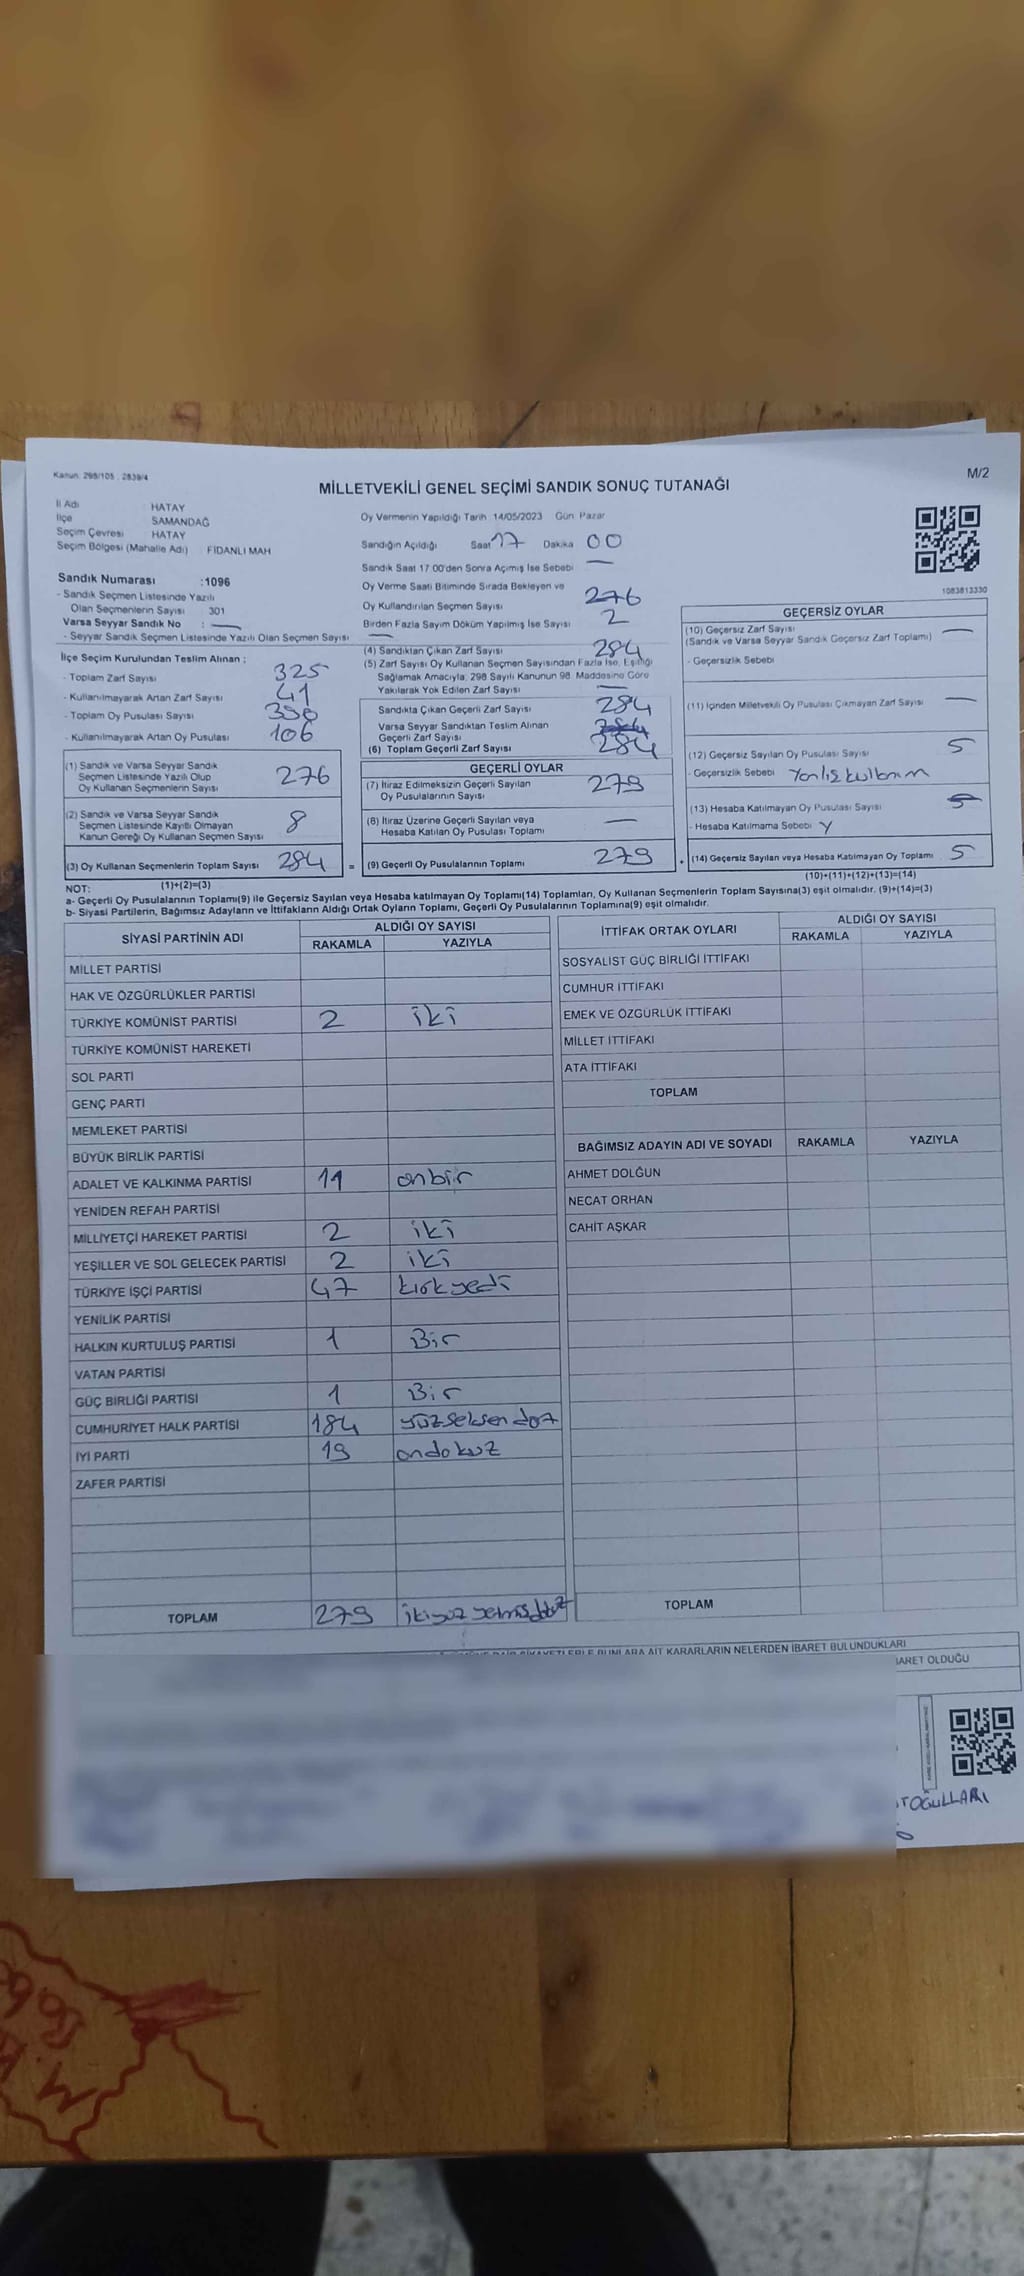 Kanun: 298/105 , 2839/4
M/2
MİLLETVEKİLİ GENEL SEÇİMİ SANDIK SONUÇ TUTANAĞI
İl Adı : HATAY
İlçe SAMANDAĞ
Seçim Çevresi : HATAY
Seçim Bölgesi (Mahalle Adı) : FİDANLI MAH
Oy Vermenin Yapıldığı Tarih 14/05/2023 Gün Pazar
Sandığın Açıldığı Saat 17 Dakika 00
Sandık Saat 17.00'den Sonra Açımış İse Sebebi —
Oy Verme Saati Bitiminde Sırada Bekleyen ve
Oy Kullandırılan Seçmen Sayısı 276
Birden Fazla Sayım Döküm Yapılmış İse Sayısı 2
1083813330
Sandık Numarası :1096
- Sandık Seçmen Listesinde Yazılı
Olan Seçmenlerin Sayısı : 301
Varsa Seyyar Sandık No : —
- Seyyar Sandık Seçmen Listesinde Yazılı Olan Seçmen Sayısı —
İlçe Seçim Kurulundan Teslim Alınan :
- Toplam Zarf Sayısı 325
- Kullanılmayarak Artan Zarf Sayısı 41
- Toplam Oy Pusulası Sayısı
- Kullanılmayarak Artan Oy Pusulası 106
(1) Sandık ve Varsa Seyyar Sandık
Seçmen Listesinde Yazılı Olup
Oy Kullanan Seçmenlerin Sayısı 276
(2) Sandık ve Varsa Seyyar Sandık
Seçmen Listesinde Kayıtlı Olmayan
Kanun Gereği Oy Kullanan Seçmen Sayısı 8
(3) Oy Kullanan Seçmenlerin Toplam Sayısı 284 =
(1)+(2)=(3)
(4) Sandıktan Çıkan Zarf Sayısı 284
(5) Zarf Sayısı Oy Kullanan Seçmen Sayısından Fazla İse, Eşitliği
Sağlamak Amacıyla, 298 Sayılı Kanunun 98. Maddesine Göre
Yakılarak Yok Edilen Zarf Sayısı —
Sandıkta Çıkan Geçerli Zarf Sayısı 284
Varsa Seyyar Sandıktan Teslim Alınan
Geçerli Zarf Sayısı
(6) Toplam Geçerli Zarf Sayısı 284
GEÇERLİ OYLAR
(7) İtiraz Edilmeksizin Geçerli Sayılan
Oy Pusulalarının Sayısı 279
(8) İtiraz Üzerine Geçerli Sayılan veya
Hesaba Katılan Oy Pusulası Toplamı —
(9) Geçerli Oy Pusulalarının Toplamı 279 +
GEÇERSİZ OYLAR
(10) Geçersiz Zarf Sayısı —
(Sandık ve Varsa Seyyar Sandık Geçersiz Zarf Toplamı)
- Geçersizlik Sebebi
(11) İçinden Milletvekili Oy Pusulası Çıkmayan Zarf Sayısı —
(12) Geçersiz Sayılan Oy Pusulası Sayısı 5
- Geçersizlik Sebebi Yanlış kullanım
(13) Hesaba Katılmayan Oy Pusulası Sayısı 5
- Hesaba Katılmama Sebebi Y
(14) Geçersiz Sayılan veya Hesaba Katılmayan Oy Toplamı 5
(10)+(11)+(12)+(13)=(14)
NOT:
a- Geçerli Oy Pusulalarının Toplamı(9) ile Geçersiz Sayılan veya Hesaba katılmayan Oy Toplamı(14) Toplamları, Oy Kullanan Seçmenlerin Toplam Sayısına(3) eşit olmalıdır. (9)+(14)=(3)
b- Siyasi Partilerin, Bağımsız Adayların ve İttifakların Aldığı Ortak Oyların Toplamı, Geçerli Oy Pusulalarının Toplamına(9) eşit olmalıdır.
SİYASİ PARTİNİN ADI ALDIĞI OY SAYISI
RAKAMLA YAZIYLA
MİLLET PARTİSİ
HAK VE ÖZGÜRLÜKLER PARTİSİ
TÜRKİYE KOMÜNİST PARTİSİ 2 iki
TÜRKİYE KOMÜNİST HAREKETİ
SOL PARTİ
GENÇ PARTİ
MEMLEKET PARTİSİ
BÜYÜK BİRLİK PARTİSİ
ADALET VE KALKINMA PARTİSİ 11 onbir
YENİDEN REFAH PARTİSİ
MİLLİYETÇİ HAREKET PARTİSİ 2 iki
YEŞİLLER VE SOL GELECEK PARTİSİ 2 iki
TÜRKİYE İŞÇİ PARTİSİ 47 kırkyedi
YENİLİK PARTİSİ
HALKIN KURTULUŞ PARTİSİ 1 Bir
VATAN PARTİSİ
GÜÇ BİRLİĞİ PARTİSİ 1 Bir
CUMHURİYET HALK PARTİSİ 184 yüzseksen dört
İYİ PARTİ 19 ondokuz
ZAFER PARTİSİ
TOPLAM 279 ikiyüz yetmişdokuz
İTTİFAK ORTAK OYLARI ALDIĞI OY SAYISI
RAKAMLA YAZIYLA
SOSYALİST GÜÇ BİRLİĞİ İTTİFAKI
CUMHUR İTTİFAKI
EMEK VE ÖZGÜRLÜK İTTİFAKI
MİLLET İTTİFAKI
ATA İTTİFAKI
TOPLAM
BAĞIMSIZ ADAYIN ADI VE SOYADI RAKAMLA YAZIYLA
AHMET DOLĞUN
NECAT ORHAN
CAHİT AŞKAR
TOPLAM
BUNLARA AİT KARARLARIN NELERDEN İBARET BULUNDUKLARI
BARET OLDUĞU
TOĞULLARI